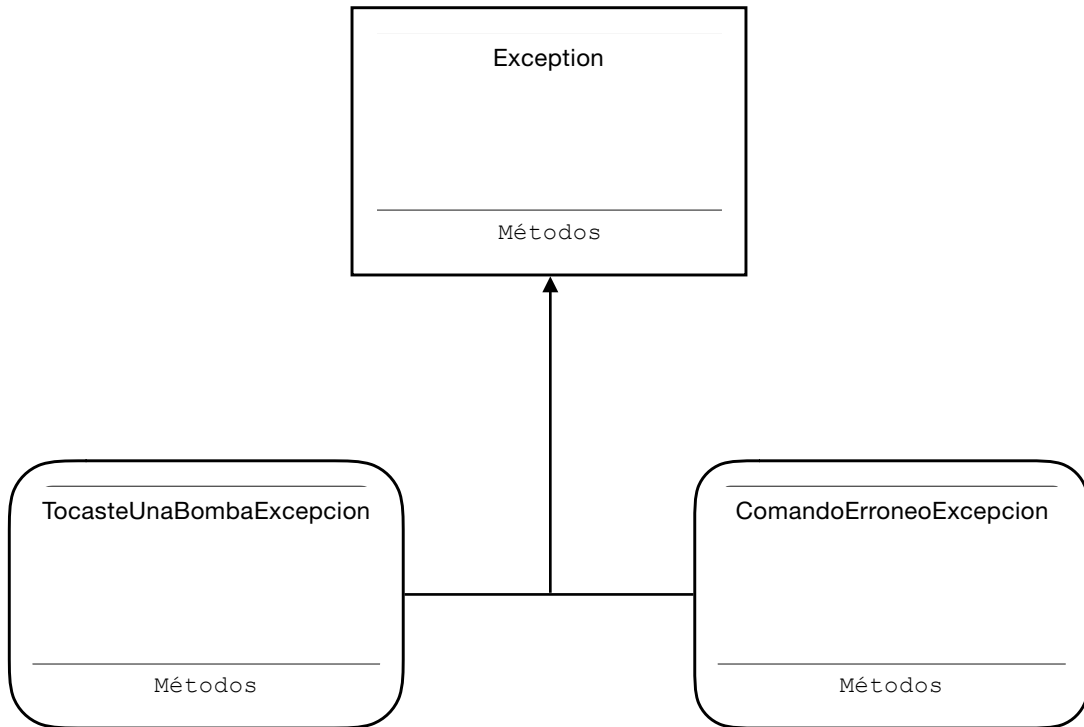 Exception
Métodos
TocasteUnaBombaExcepcion
Métodos
ComandoErroneoExcepcion
Métodos